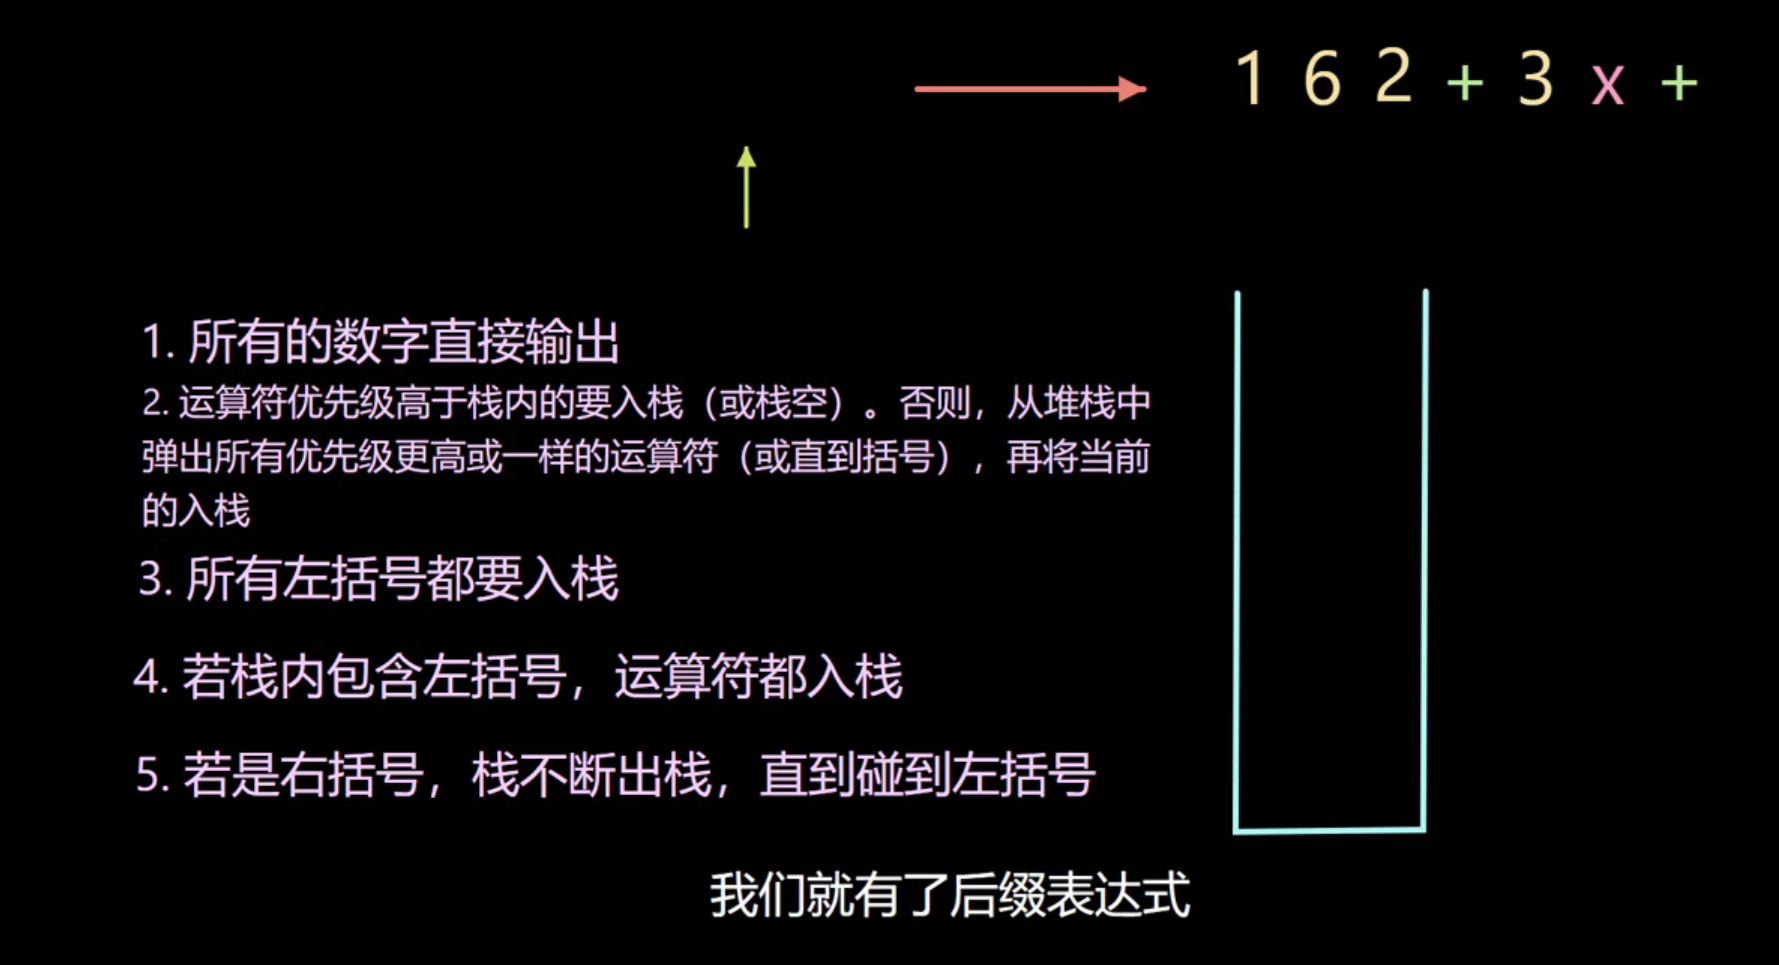 1 6 2 + 3 x +
1. 所有的数字直接输出
2. 运算符优先级高于栈内的要入栈（或栈空）。否则，从堆栈中
弹出所有优先级更高或一样的运算符（或直到括号），再将当前
的入栈
3. 所有左括号都要入栈
4. 若栈内包含左括号，运算符都入栈
5. 若是右括号，栈不断出栈，直到碰到左括号
我们就有了后缀表达式